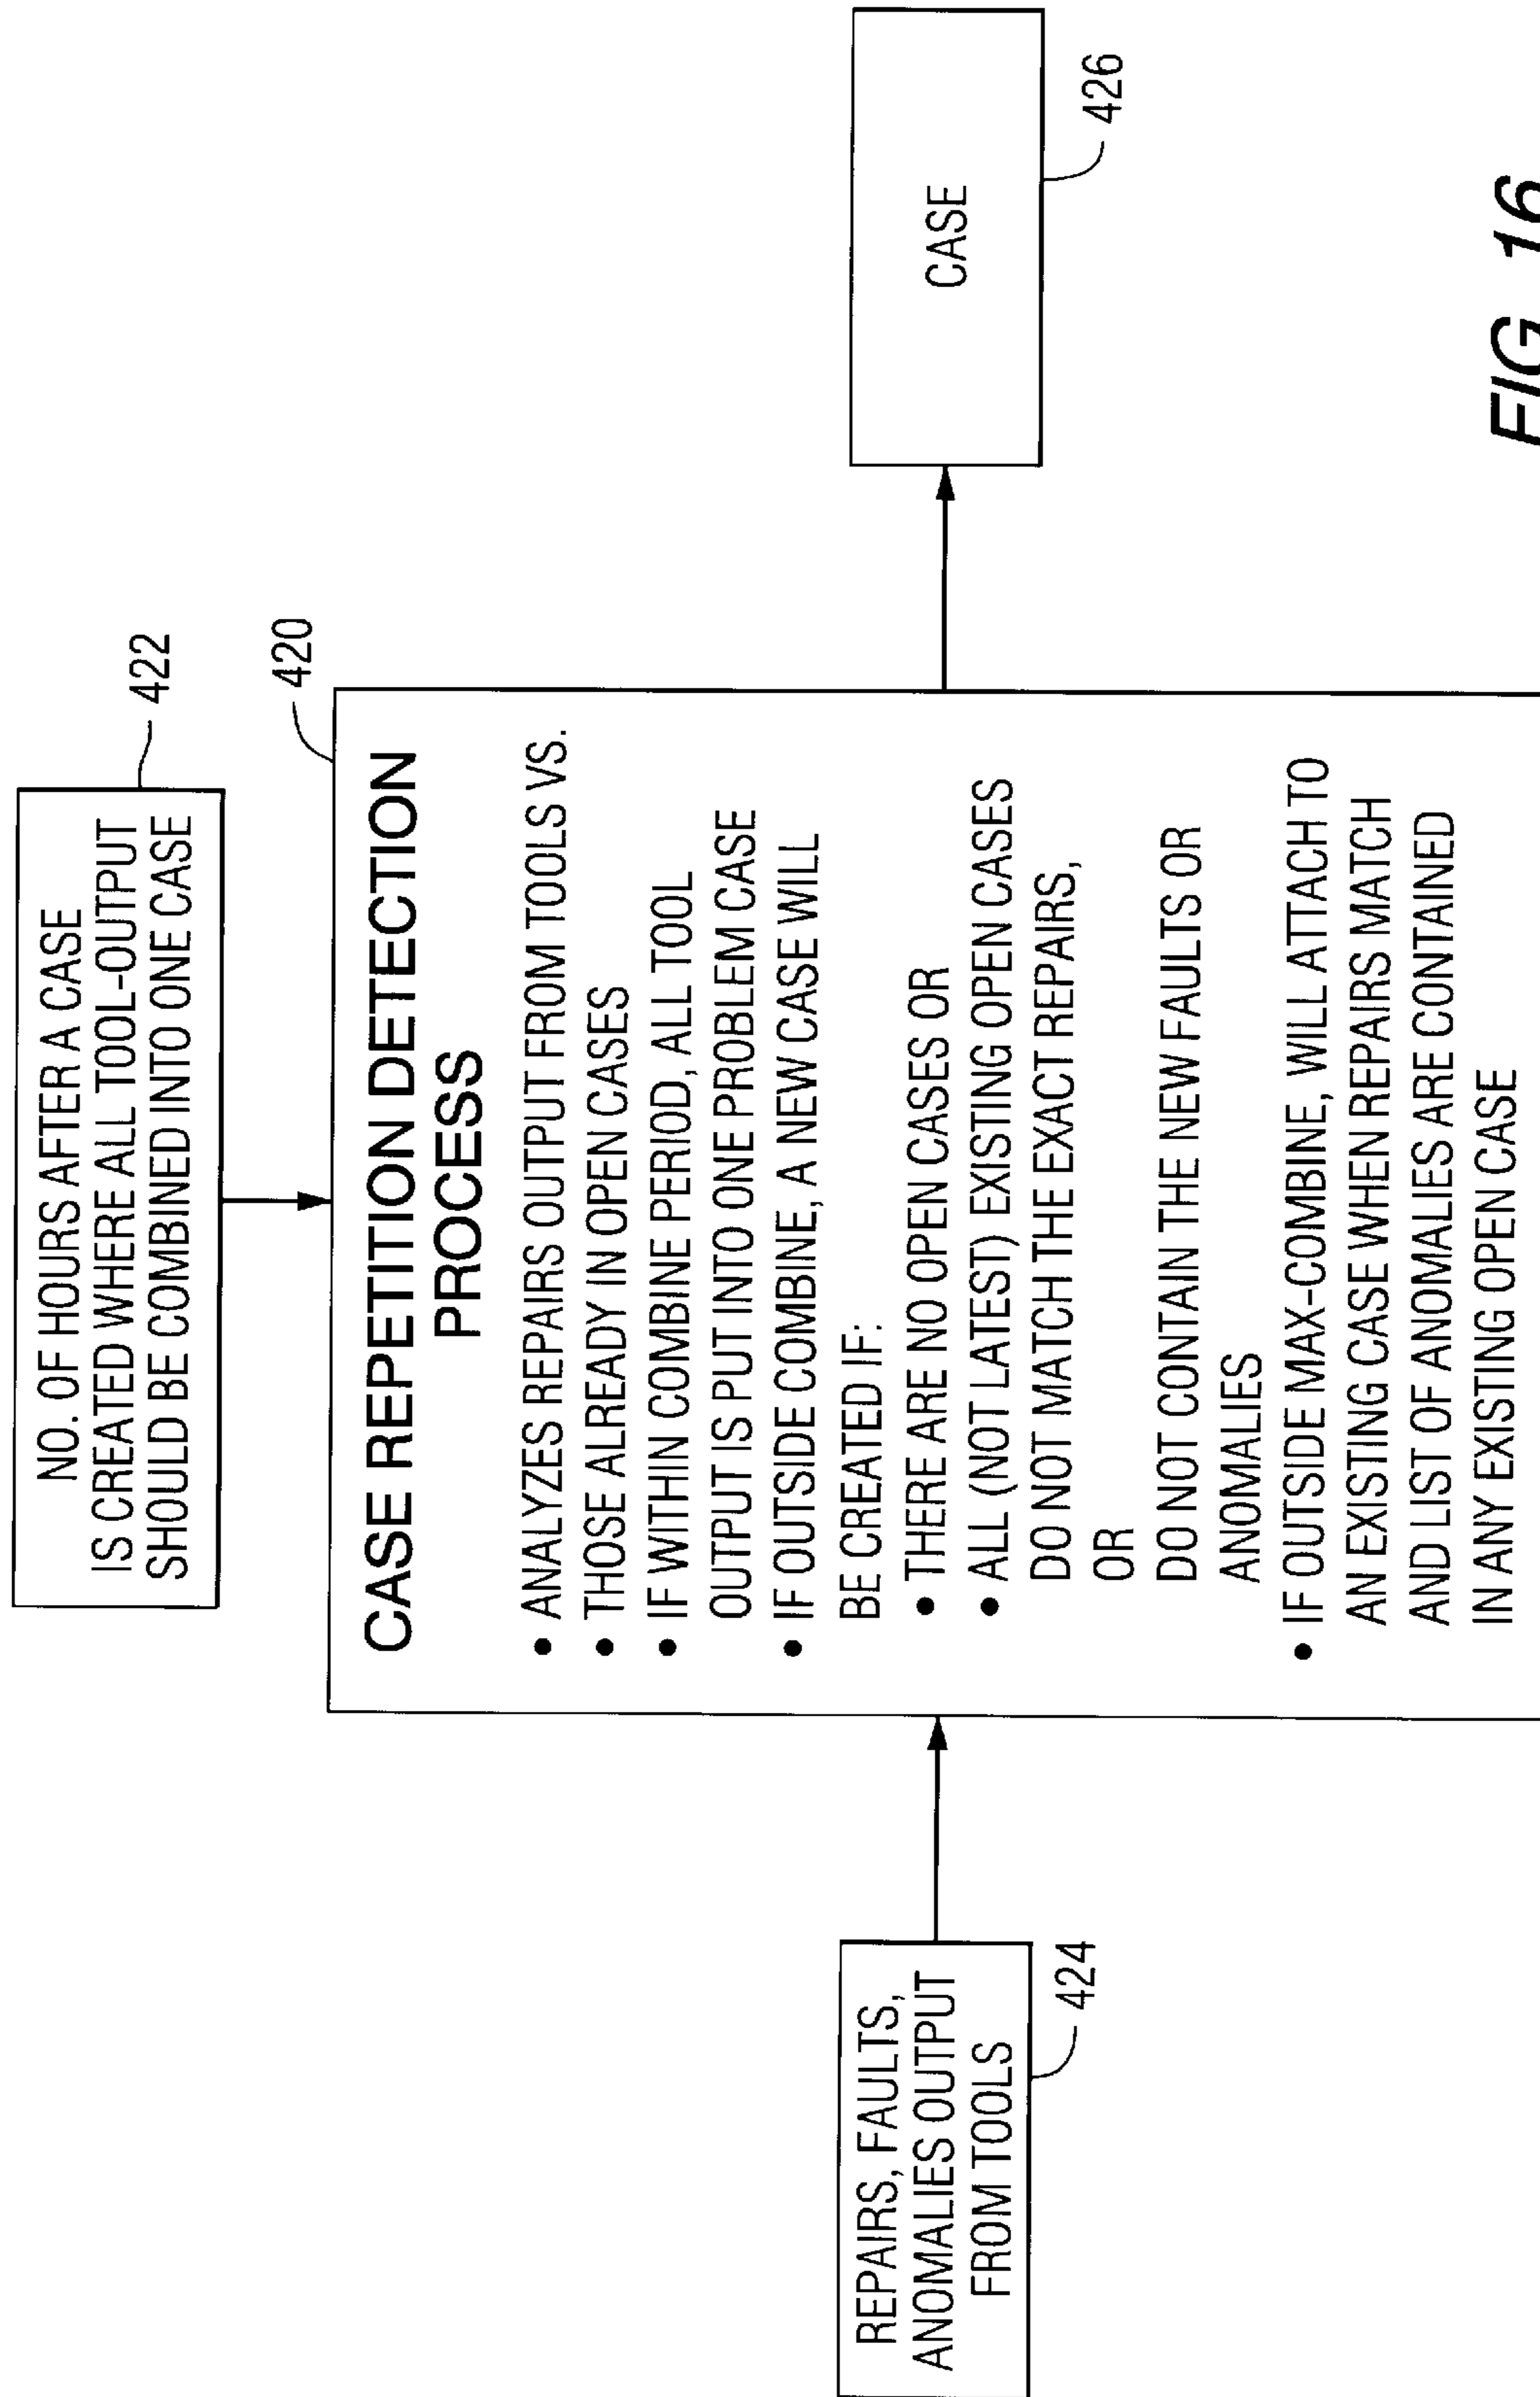 NO. OF HOURS AFTER A CASE
IS CREATED WHERE ALL TOOL-OUTPUT
SHOULD BE COMBINED INTO ONE CASE
422
420
CASE REPETITION DETECTION
PROCESS
• ANALYZES REPAIRS OUTPUT FROM TOOLS VS.
• THOSE ALREADY IN OPEN CASES
• IF WITHIN COMBINE PERIOD, ALL TOOL
OUTPUT IS PUT INTO ONE PROBLEM CASE
• IF OUTSIDE COMBINE, A NEW CASE WILL
BE CREATED IF:
• THERE ARE NO OPEN CASES OR
• ALL (NOT LATEST) EXISTING OPEN CASES
DO NOT MATCH THE EXACT REPAIRS,
OR
DO NOT CONTAIN THE NEW FAULTS OR
ANOMALIES
• IF OUTSIDE MAX-COMBINE, WILL ATTACH TO
AN EXISTING CASE WHEN REPAIRS MATCH
AND LIST OF ANOMALIES ARE CONTAINED
IN ANY EXISTING OPEN CASE
REPAIRS, FAULTS,
ANOMALIES OUTPUT
FROM TOOLS
424
CASE
426
FIG. 16